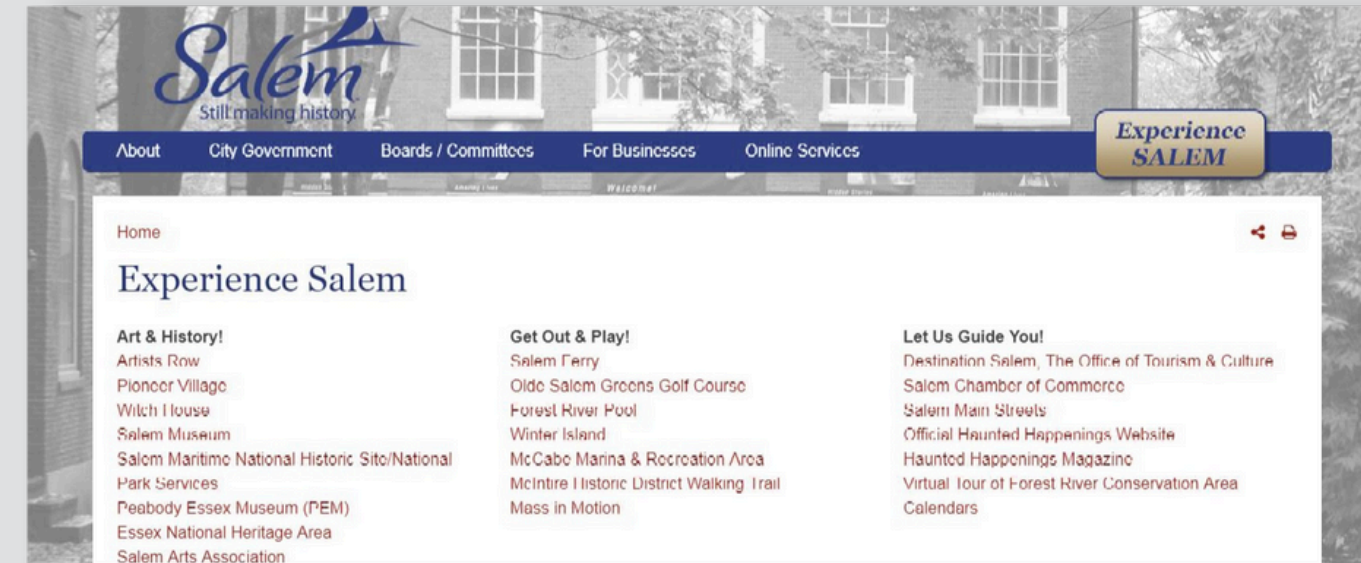 Salem
Still making history
About City Government Boards / Committees For Businesses Online Services
Experience
SALEM
Welcome!
Home
Experience Salem
Art & History!
Artists Row
Pioneer Village
Witch House
Salem Museum
Salem Maritime National Historic Site/National
Park Services
Peabody Essex Museum (PEM)
Essex National Heritage Area
Salem Arts Association
Get Out & Play!
Salem Ferry
Olde Salem Greens Golf Course
Forest River Pool
Winter Island
McCabe Marina & Recreation Area
McIntire Historic District Walking Trail
Mass in Motion
Let Us Guide You!
Destination Salem, The Office of Tourism & Culture
Salem Chamber of Commerce
Salem Main Streets
Official Haunted Happenings Website
Haunted Happenings Magazine
Virtual Tour of Forest River Conservation Area
Calendars